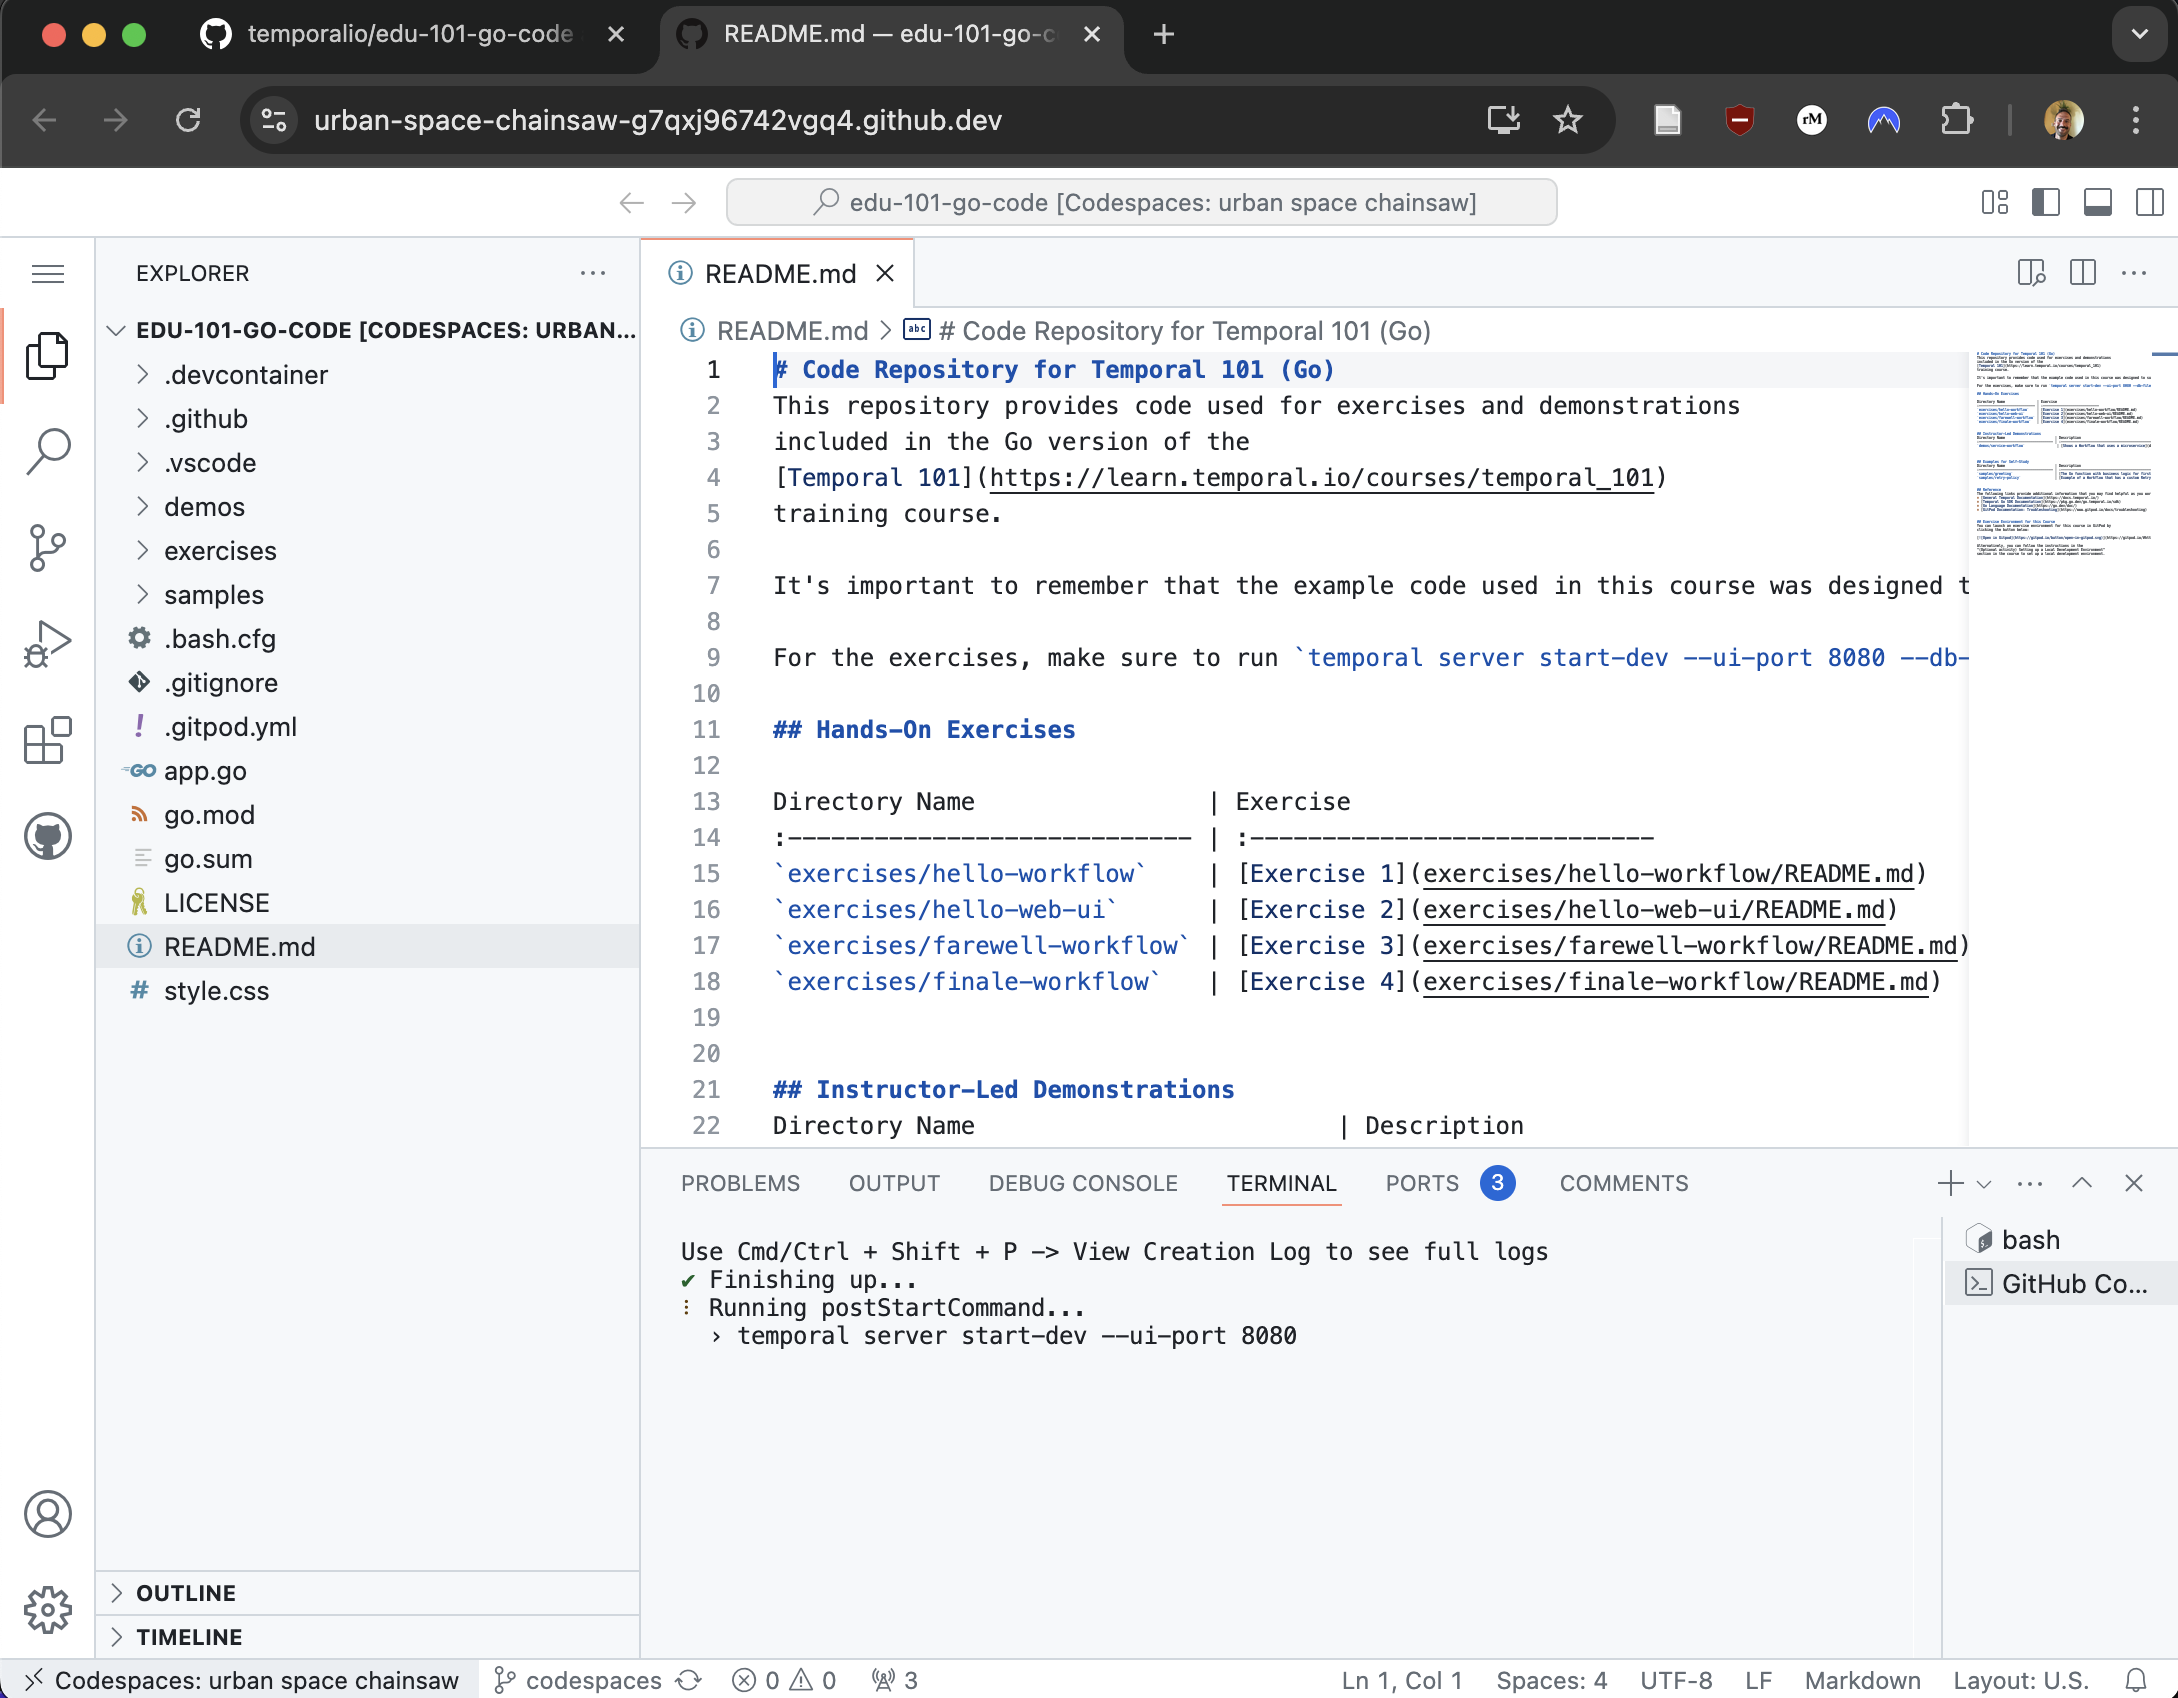 temporalio/edu-101-go-code
README.md — edu-101-go-c
urban-space-chainsaw-g7qxj96742vgq4.github.dev
rM
edu-101-go-code [Codespaces: urban space chainsaw]
EXPLORER
EDU-101-GO-CODE [CODESPACES: URBAN...
.devcontainer
.github
.vscode
demos
exercises
samples
.bash.cfg
.gitignore
.gitpod.yml
app.go
go.mod
go.sum
LICENSE
README.md
style.css
OUTLINE
TIMELINE
README.md
README.md > abc # Code Repository for Temporal 101 (Go)
1 # Code Repository for Temporal 101 (Go)
2 This repository provides code used for exercises and demonstrations
3 included in the Go version of the
4 [Temporal 101](https://learn.temporal.io/courses/temporal_101)
5 training course.
6
7 It's important to remember that the example code used in this course was designed t
8
9 For the exercises, make sure to run `temporal server start-dev --ui-port 8080 --db-
10
11 ## Hands-On Exercises
12
13 Directory Name | Exercise
14 :---------------------------- | :----------------------------
15 `exercises/hello-workflow` | [Exercise 1](exercises/hello-workflow/README.md)
16 `exercises/hello-web-ui` | [Exercise 2](exercises/hello-web-ui/README.md)
17 `exercises/farewell-workflow` | [Exercise 3](exercises/farewell-workflow/README.md)
18 `exercises/finale-workflow` | [Exercise 4](exercises/finale-workflow/README.md)
19
20
21 ## Instructor-Led Demonstrations
22 Directory Name | Description
PROBLEMS OUTPUT DEBUG CONSOLE TERMINAL PORTS 3 COMMENTS
Use Cmd/Ctrl + Shift + P -> View Creation Log to see full logs
✔ Finishing up...
⋮ Running postStartCommand...
› temporal server start-dev --ui-port 8080
bash
GitHub Co...
Codespaces: urban space chainsaw codespaces 0 0 3 Ln 1, Col 1 Spaces: 4 UTF-8 LF Markdown Layout: U.S.